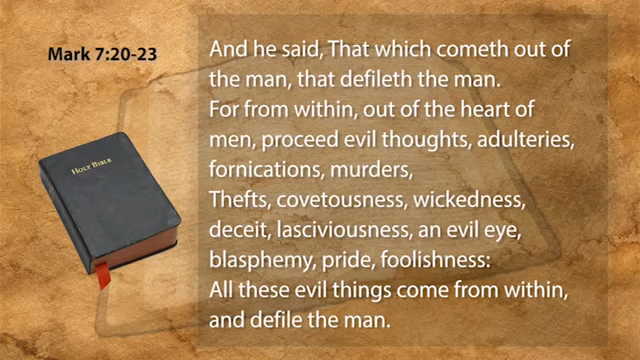 Mark 7:20-23
And he said, That which cometh out of
the man, that defileth the man.
For from within, out of the heart of
men, proceed evil thoughts, adulteries,
fornications, murders,
Thefts, covetousness, wickedness,
deceit, lasciviousness, an evil eye,
blasphemy, pride, foolishness:
All these evil things come from within,
and defile the man.
HOLY BIBLE